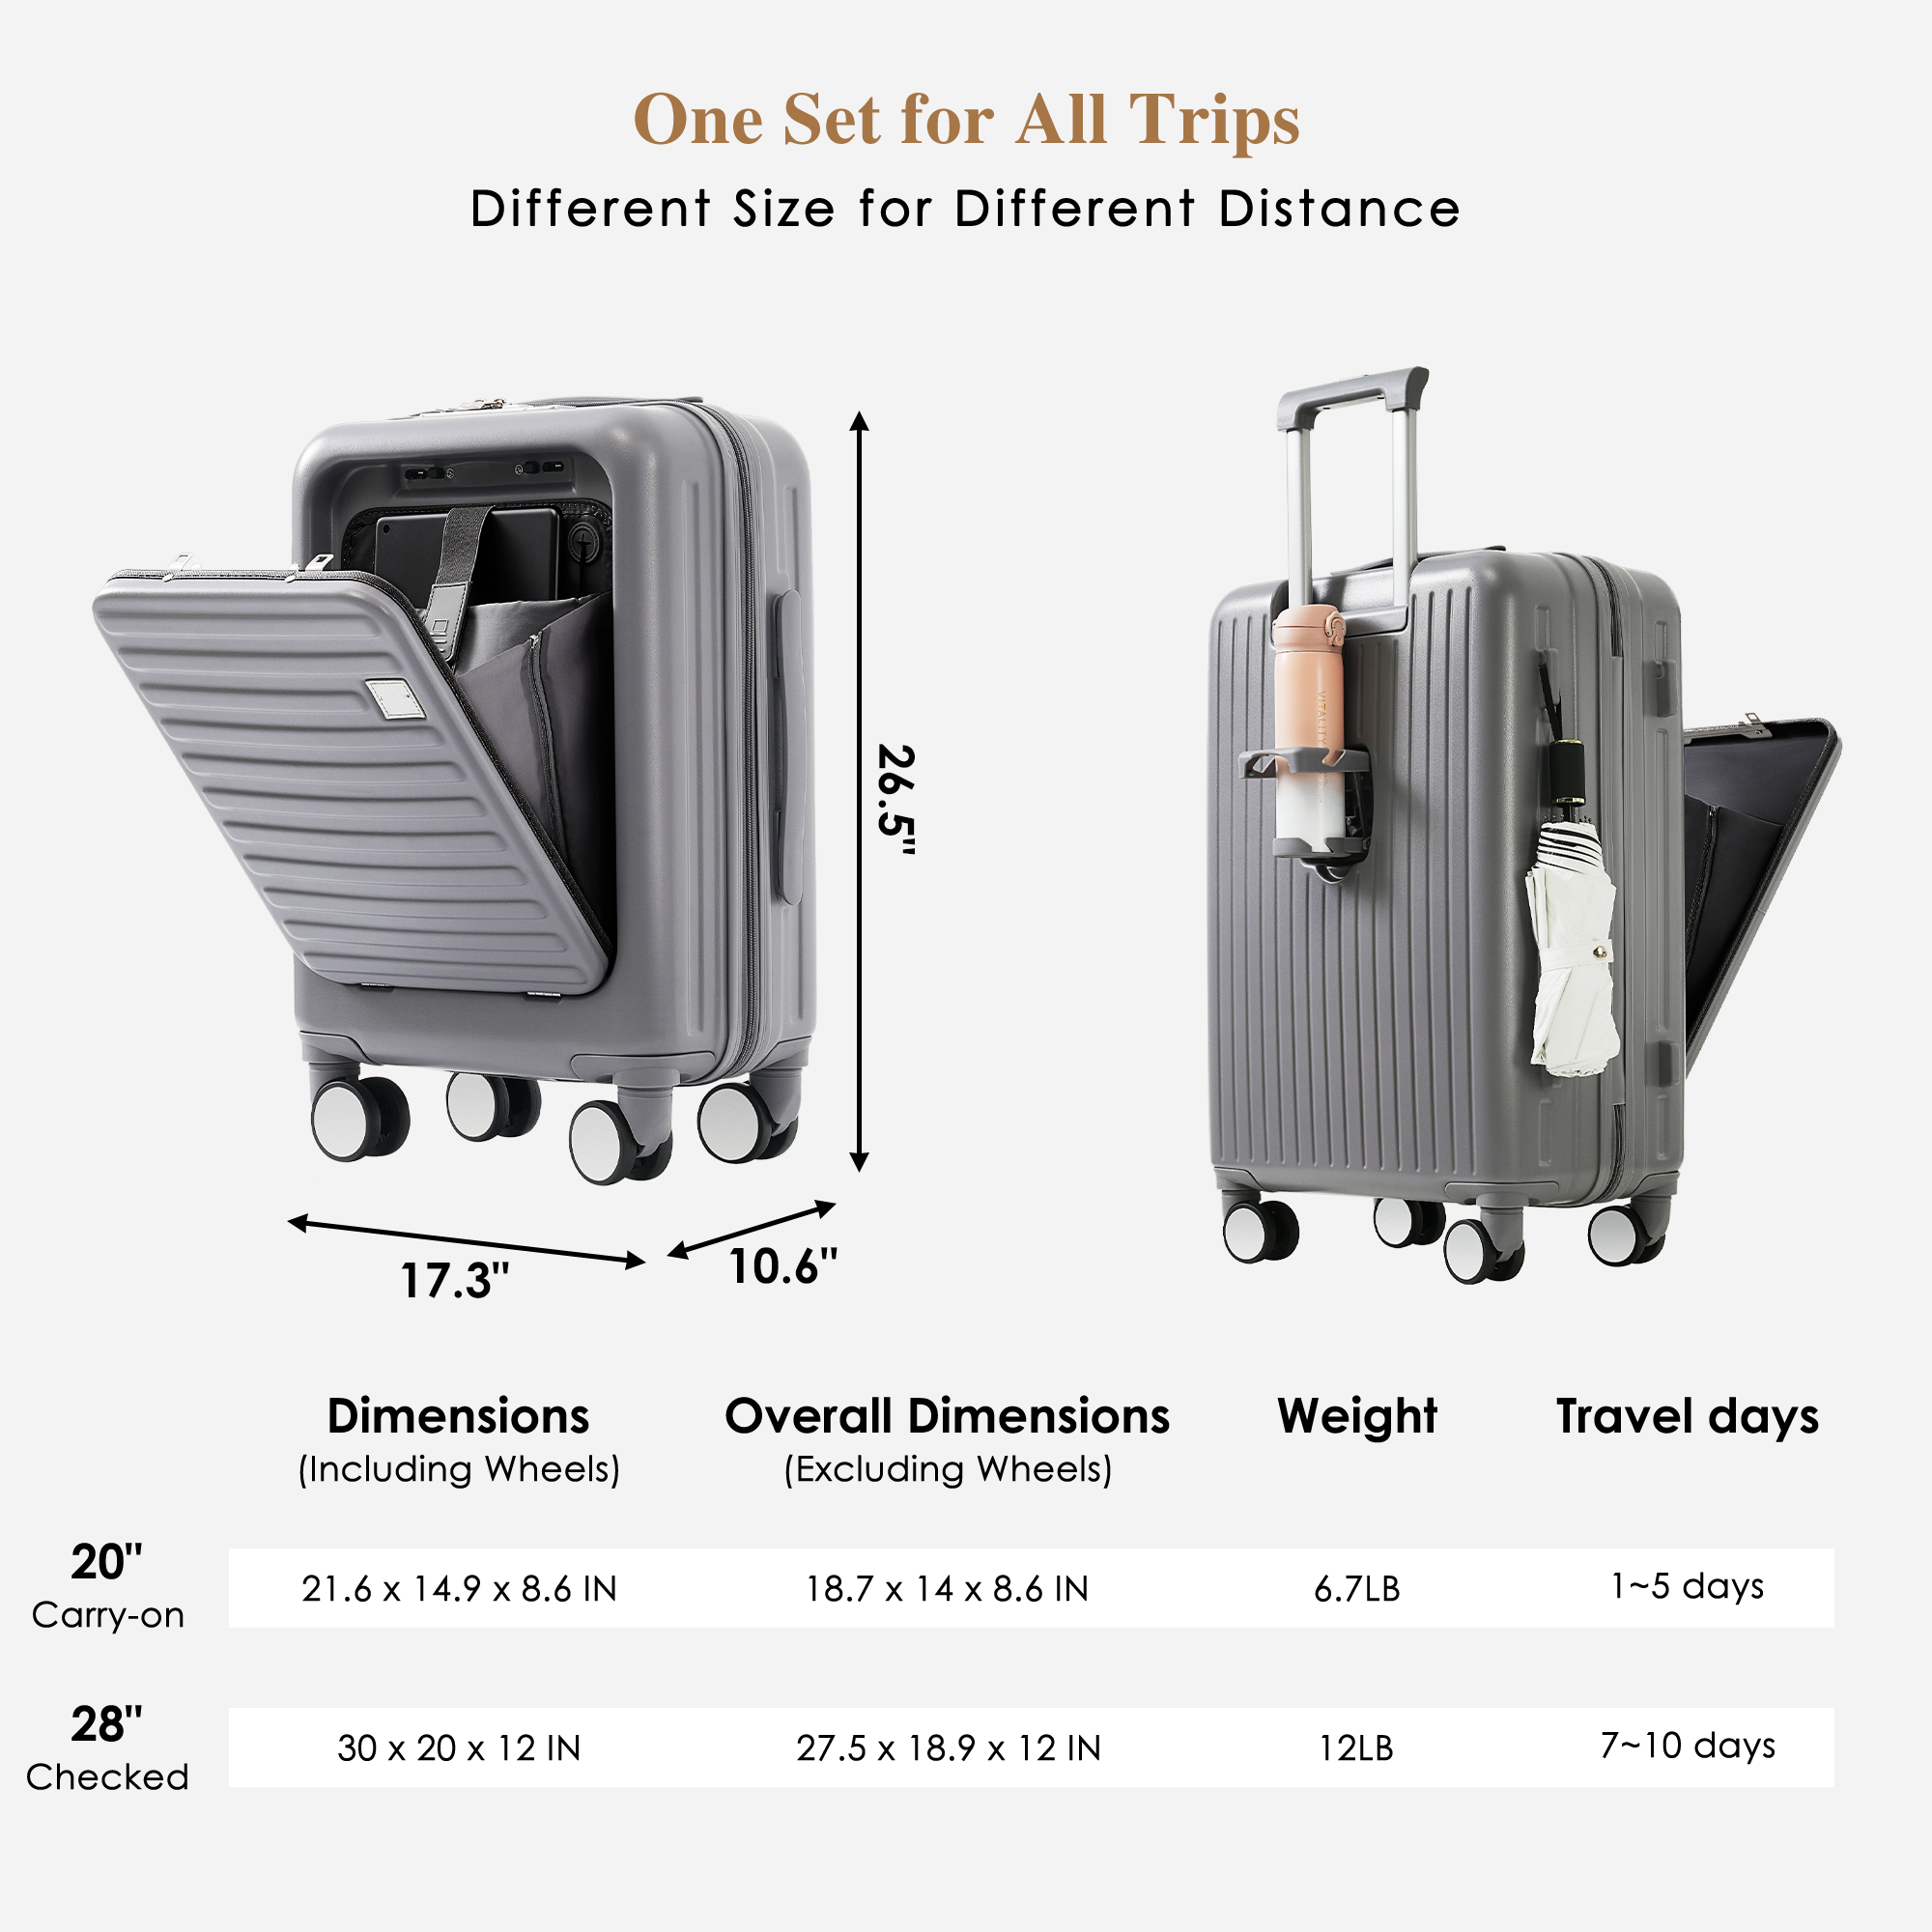 One Set for All Trips
Different Size for Different Distance
VITALITY
26.5"
17.3"
10.6"
Dimensions
(Including Wheels)
Overall Dimensions
(Excluding Wheels)
Weight
Travel days
20"
Carry-on
21.6 x 14.9 x 8.6 IN
18.7 x 14 x 8.6 IN
6.7LB
1~5 days
28"
Checked
30 x 20 x 12 IN
27.5 x 18.9 x 12 IN
12LB
7~10 days